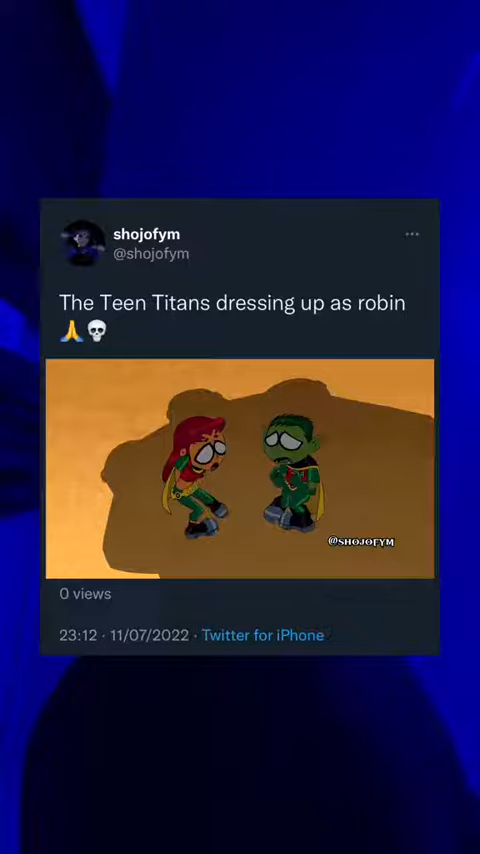 shojofym
@shojofym
The Teen Titans dressing up as robin
🙏💀
@SHOJOFYM
0 views
23:12 · 11/07/2022 · Twitter for iPhone